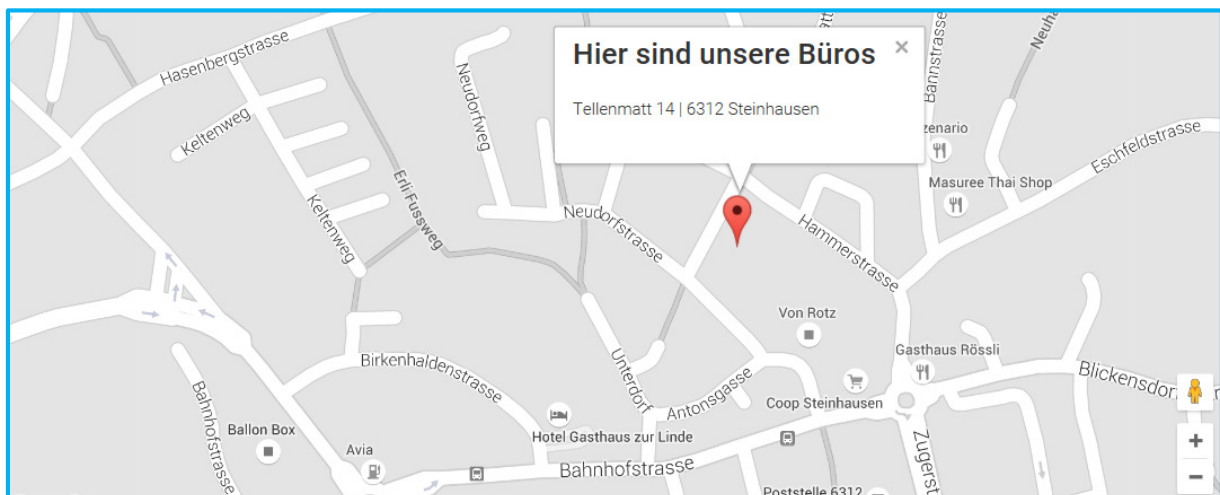 Hier sind unsere Büros
×
Tellenmatt 14 | 6312 Steinhausen
Hasenbergstrasse
Keltenweg
Keltenweg
Erli Fussweg
Neudorfweg
Neudorfstrasse
Bannstrasse
Eschfeldstrasse
Masuree Thai Shop
Hammerstrasse
Von Rotz
Gasthaus Rössli
Coop Steinhausen
Birkenhaldenstrasse
Unterdorf
Antonsgasse
Hotel Gasthaus zur Linde
Bahnhofstrasse
Bahnhofstrasse
Ballon Box
Avia
Poststelle 6312
+
−